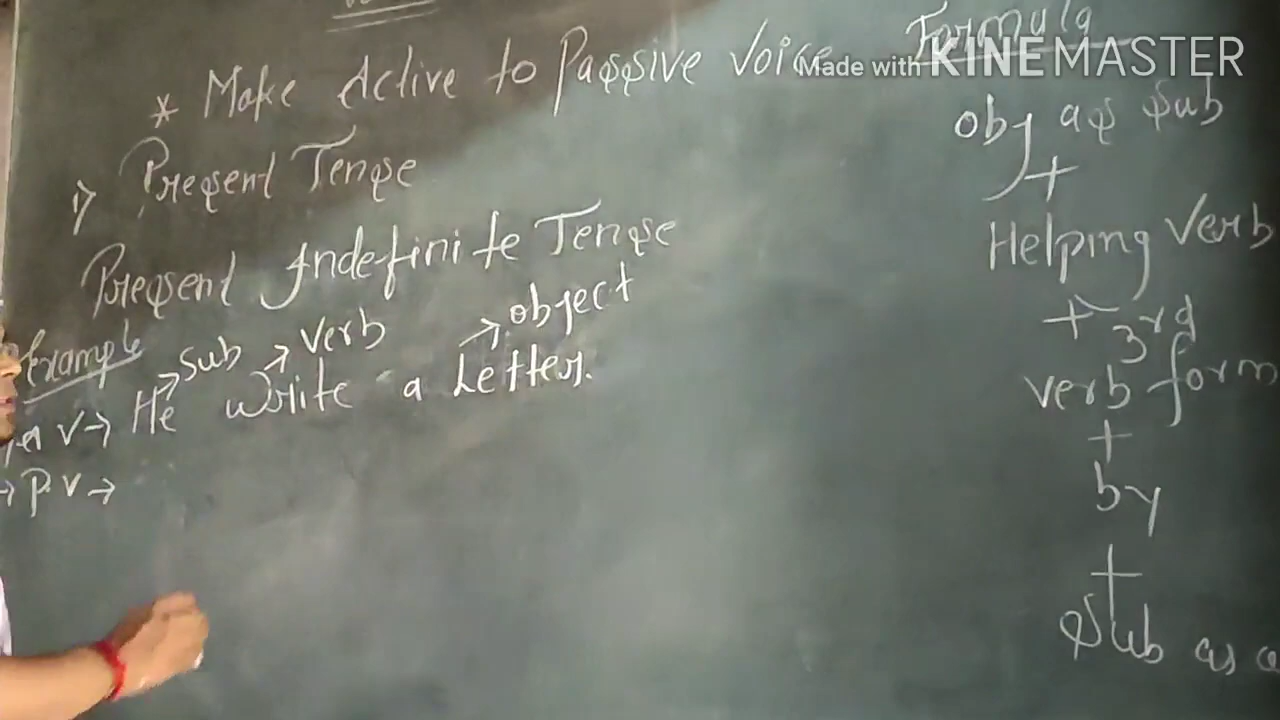 Formula
Made with KINEMASTER
* Make Active to Passive Voice
obj as sub
+
1) Present Tense
Helping Verb
Present Indefinite Tense
+ 3rd
verb form
Example
sub verb object
A V → He Write a Letter.
+
P.V →
by
+
Sub as